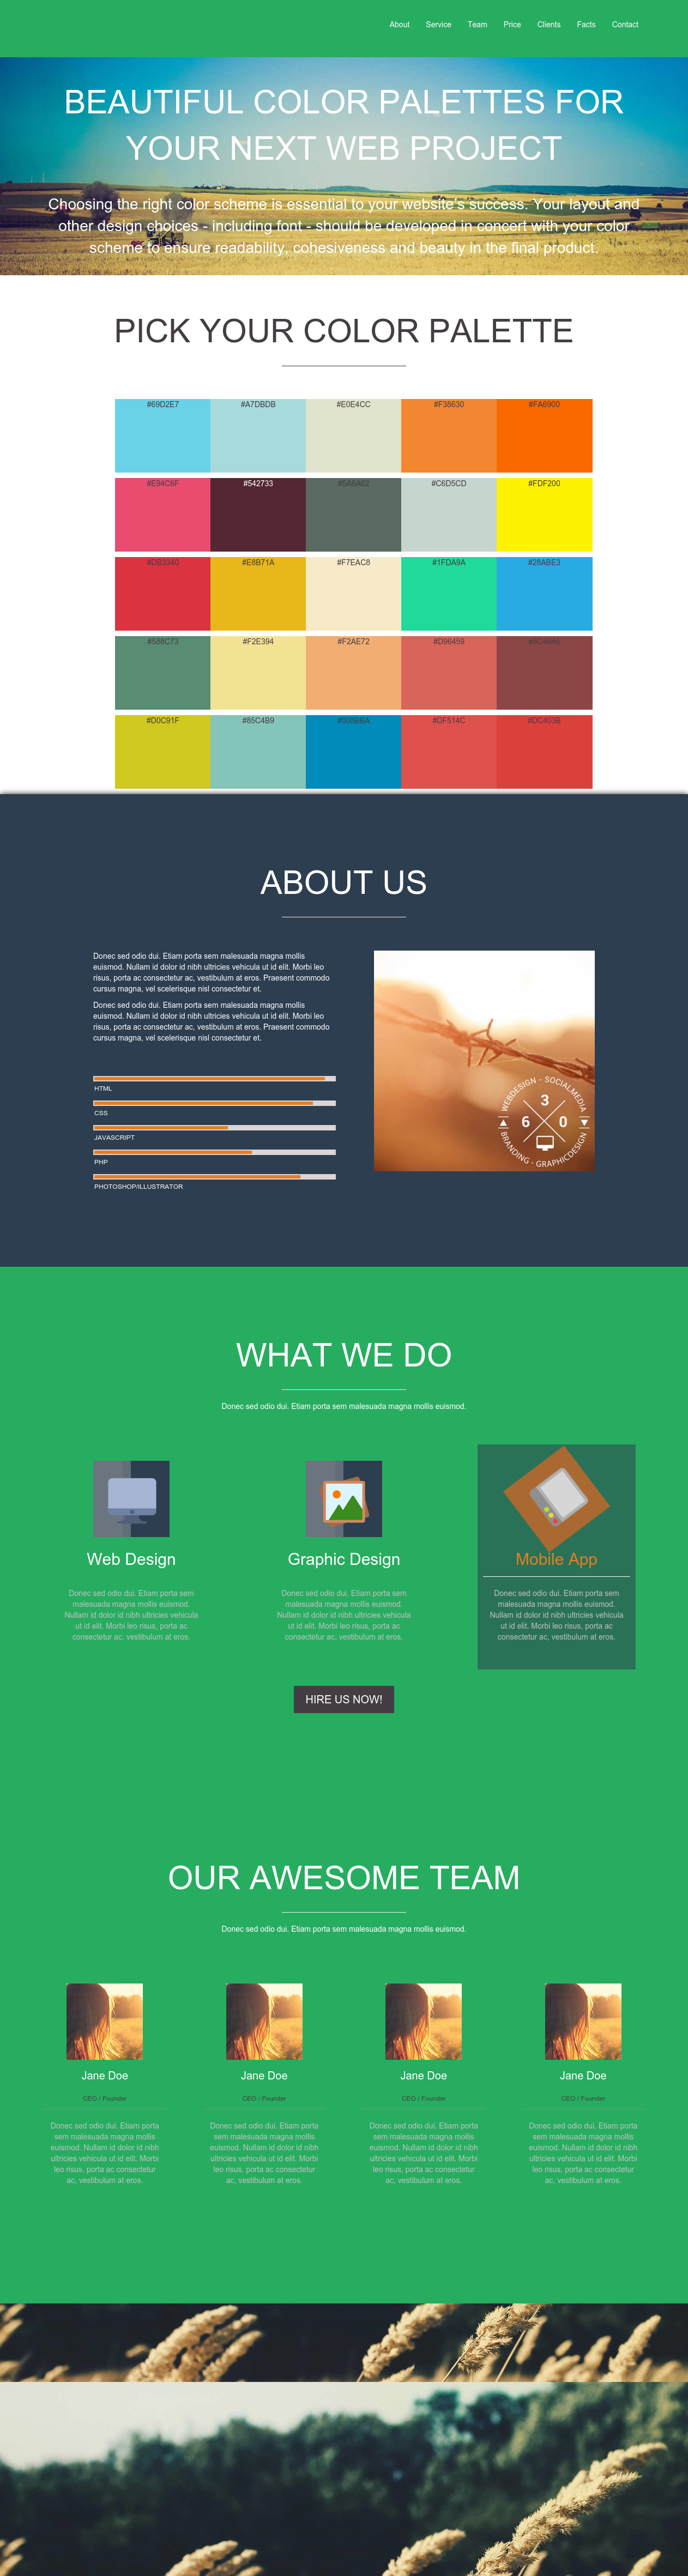 About Service Team Price Clients Facts Contact
BEAUTIFUL COLOR PALETTES FOR
YOUR NEXT WEB PROJECT
Choosing the right color scheme is essential to your website's success. Your layout and
other design choices - including font - should be developed in concert with your color
scheme to ensure readability, cohesiveness and beauty in the final product.
PICK YOUR COLOR PALETTE
#69D2E7 #A7DBDB #E0E4CC #F38630 #FA6900
#E94C6F #542733 #5A6A62 #C6D5CD #FDF200
#DB3340 #E8B71A #F7EAC8 #1FDA9A #28ABE3
#588C73 #F2E394 #F2AE72 #D96459 #8C4646
#D0C91F #85C4B9 #008BBA #DF514C #DC403B
ABOUT US
Donec sed odio dui. Etiam porta sem malesuada magna mollis
euismod. Nullam id dolor id nibh ultricies vehicula ut id elit. Morbi leo
risus, porta ac consectetur ac, vestibulum at eros. Praesent commodo
cursus magna, vel scelerisque nisl consectetur et.
Donec sed odio dui. Etiam porta sem malesuada magna mollis
euismod. Nullam id dolor id nibh ultricies vehicula ut id elit. Morbi leo
risus, porta ac consectetur ac, vestibulum at eros. Praesent commodo
cursus magna, vel scelerisque nisl consectetur et.
HTML
CSS
JAVASCRIPT
PHP
PHOTOSHOP/ILLUSTRATOR
WEBDESIGN - SOCIALMEDIA
3
6 0
BRANDING - GRAPHICDESIGN
WHAT WE DO
Donec sed odio dui. Etiam porta sem malesuada magna mollis euismod.
Web Design
Donec sed odio dui. Etiam porta sem
malesuada magna mollis euismod.
Nullam id dolor id nibh ultricies vehicula
ut id elit. Morbi leo risus, porta ac
consectetur ac, vestibulum at eros.
Graphic Design
Donec sed odio dui. Etiam porta sem
malesuada magna mollis euismod.
Nullam id dolor id nibh ultricies vehicula
ut id elit. Morbi leo risus, porta ac
consectetur ac, vestibulum at eros.
Mobile App
Donec sed odio dui. Etiam porta sem
malesuada magna mollis euismod.
Nullam id dolor id nibh ultricies vehicula
ut id elit. Morbi leo risus, porta ac
consectetur ac, vestibulum at eros.
HIRE US NOW!
OUR AWESOME TEAM
Donec sed odio dui. Etiam porta sem malesuada magna mollis euismod.
Jane Doe
CEO / Founder
Donec sed odio dui. Etiam porta
sem malesuada magna mollis
euismod. Nullam id dolor id nibh
ultricies vehicula ut id elit. Morbi
leo risus, porta ac consectetur
ac, vestibulum at eros.
Jane Doe
CEO / Founder
Donec sed odio dui. Etiam porta
sem malesuada magna mollis
euismod. Nullam id dolor id nibh
ultricies vehicula ut id elit. Morbi
leo risus, porta ac consectetur
ac, vestibulum at eros.
Jane Doe
CEO / Founder
Donec sed odio dui. Etiam porta
sem malesuada magna mollis
euismod. Nullam id dolor id nibh
ultricies vehicula ut id elit. Morbi
leo risus, porta ac consectetur
ac, vestibulum at eros.
Jane Doe
CEO / Founder
Donec sed odio dui. Etiam porta
sem malesuada magna mollis
euismod. Nullam id dolor id nibh
ultricies vehicula ut id elit. Morbi
leo risus, porta ac consectetur
ac, vestibulum at eros.